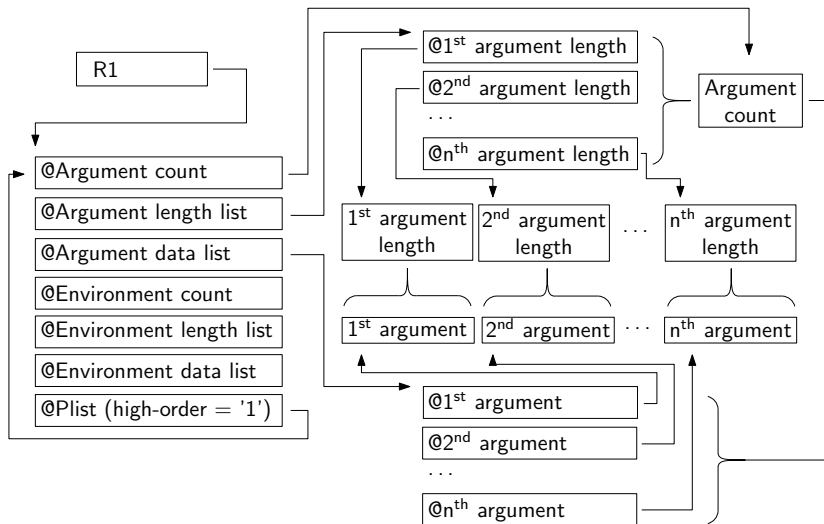 R1
@Argument count
@Argument length list
@Argument data list
@Environment count
@Environment length list
@Environment data list
@Plist (high-order = '1')
@1st argument length
@2nd argument length
...
@nth argument length
Argument
count
1st argument
length
2nd argument
length
...
nth argument
length
1st argument
2nd argument
...
nth argument
@1st argument
@2nd argument
...
@nth argument